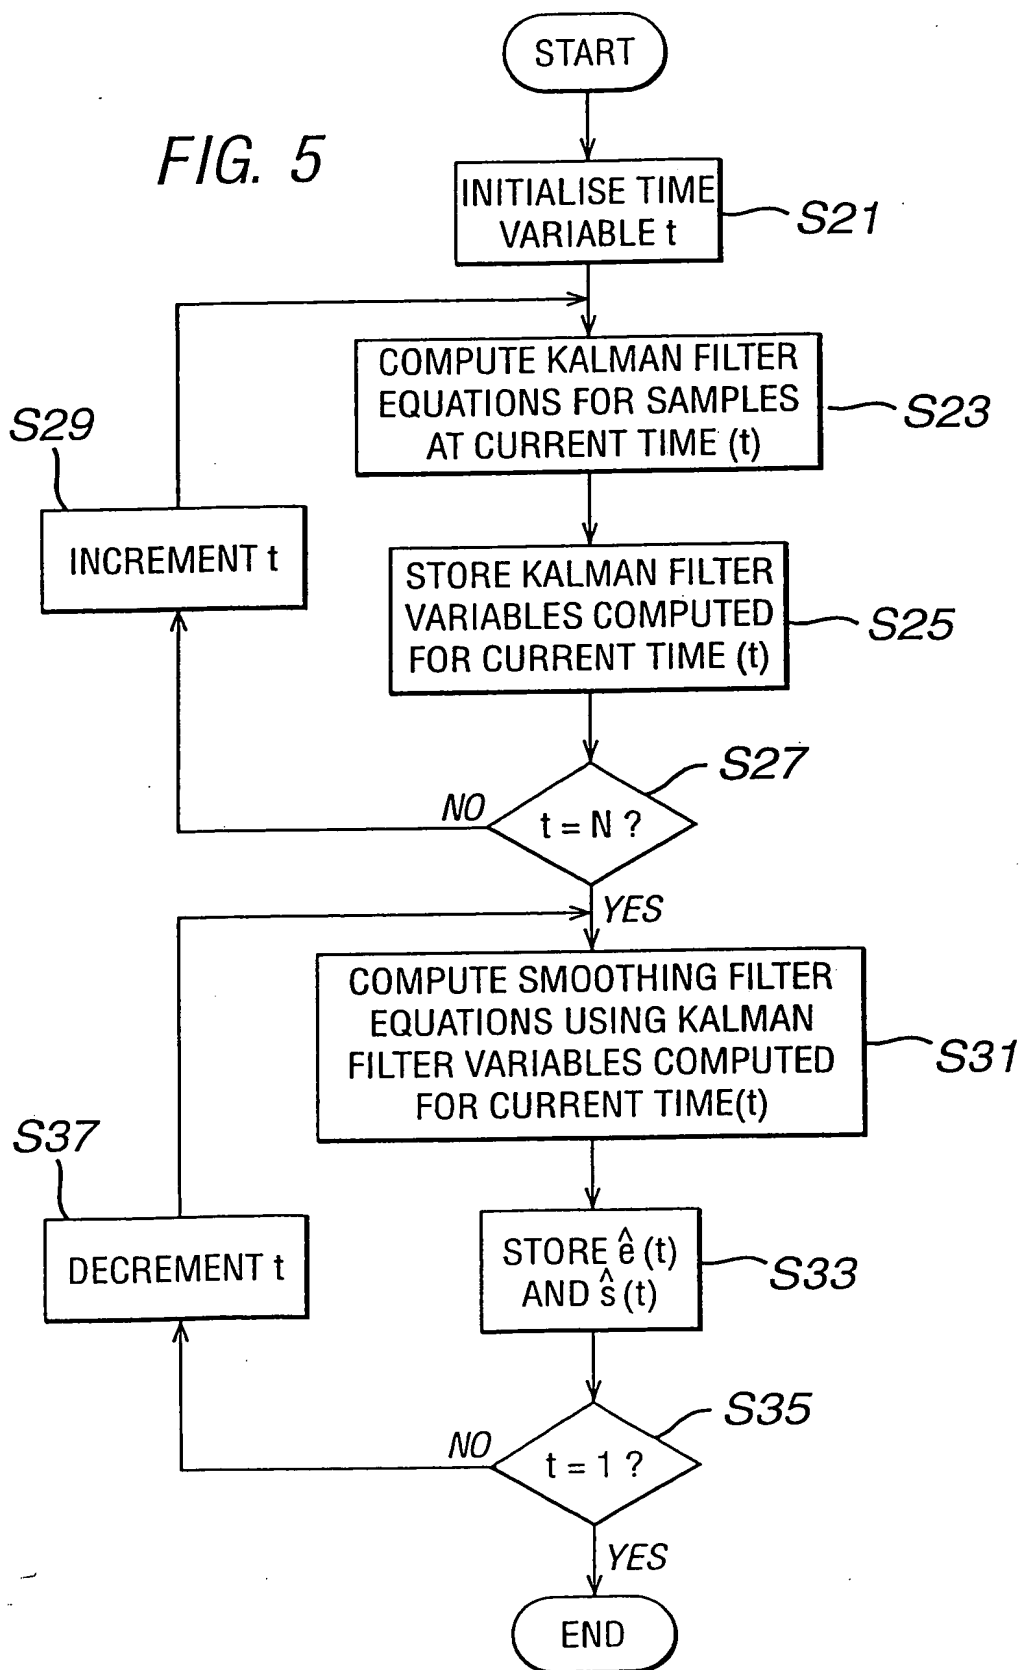 START
FIG. 5
INITIALISE TIME
VARIABLE t
S21
COMPUTE KALMAN FILTER
EQUATIONS FOR SAMPLES
AT CURRENT TIME (t)
S23
S29
INCREMENT t
STORE KALMAN FILTER
VARIABLES COMPUTED
FOR CURRENT TIME (t)
S25
S27
t = N ?
NO
YES
COMPUTE SMOOTHING FILTER
EQUATIONS USING KALMAN
FILTER VARIABLES COMPUTED
FOR CURRENT TIME(t)
S31
S37
DECREMENT t
STORE ê (t)
AND ŝ (t)
S33
S35
t = 1 ?
NO
YES
END